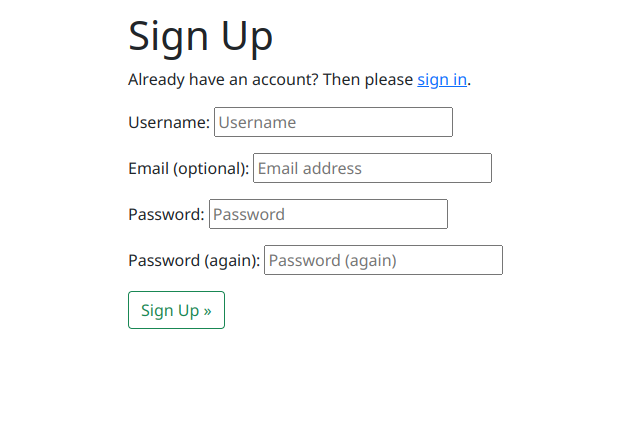 Sign Up
Already have an account? Then please sign in.
Username: Username
Email (optional): Email address
Password: Password
Password (again): Password (again)
Sign Up »